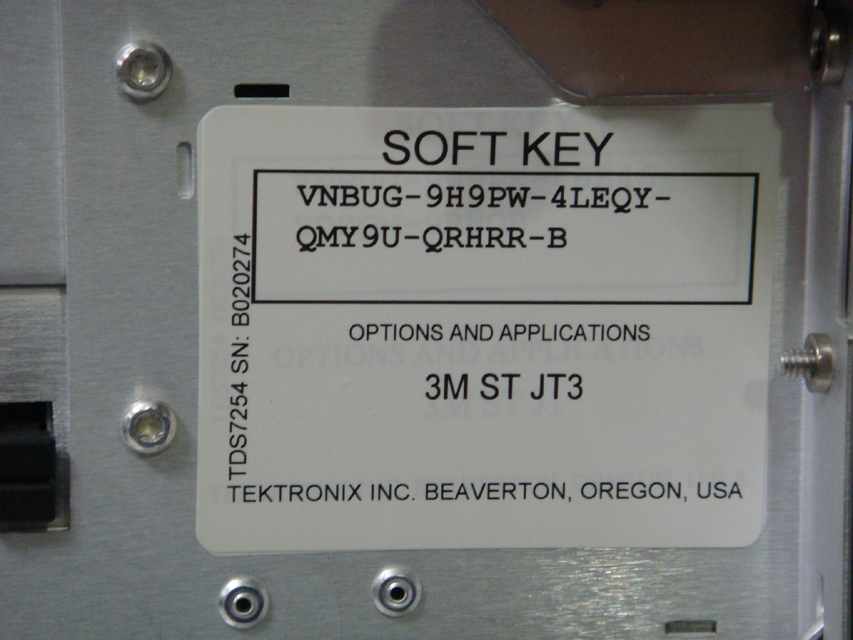 SOFT KEY
VNBUG-9H9PW-4LEQY-
QMY9U-QRHRR-B
TDS7254 SN: B020274
OPTIONS AND APPLICATIONS
3M ST JT3
TEKTRONIX INC. BEAVERTON, OREGON, USA